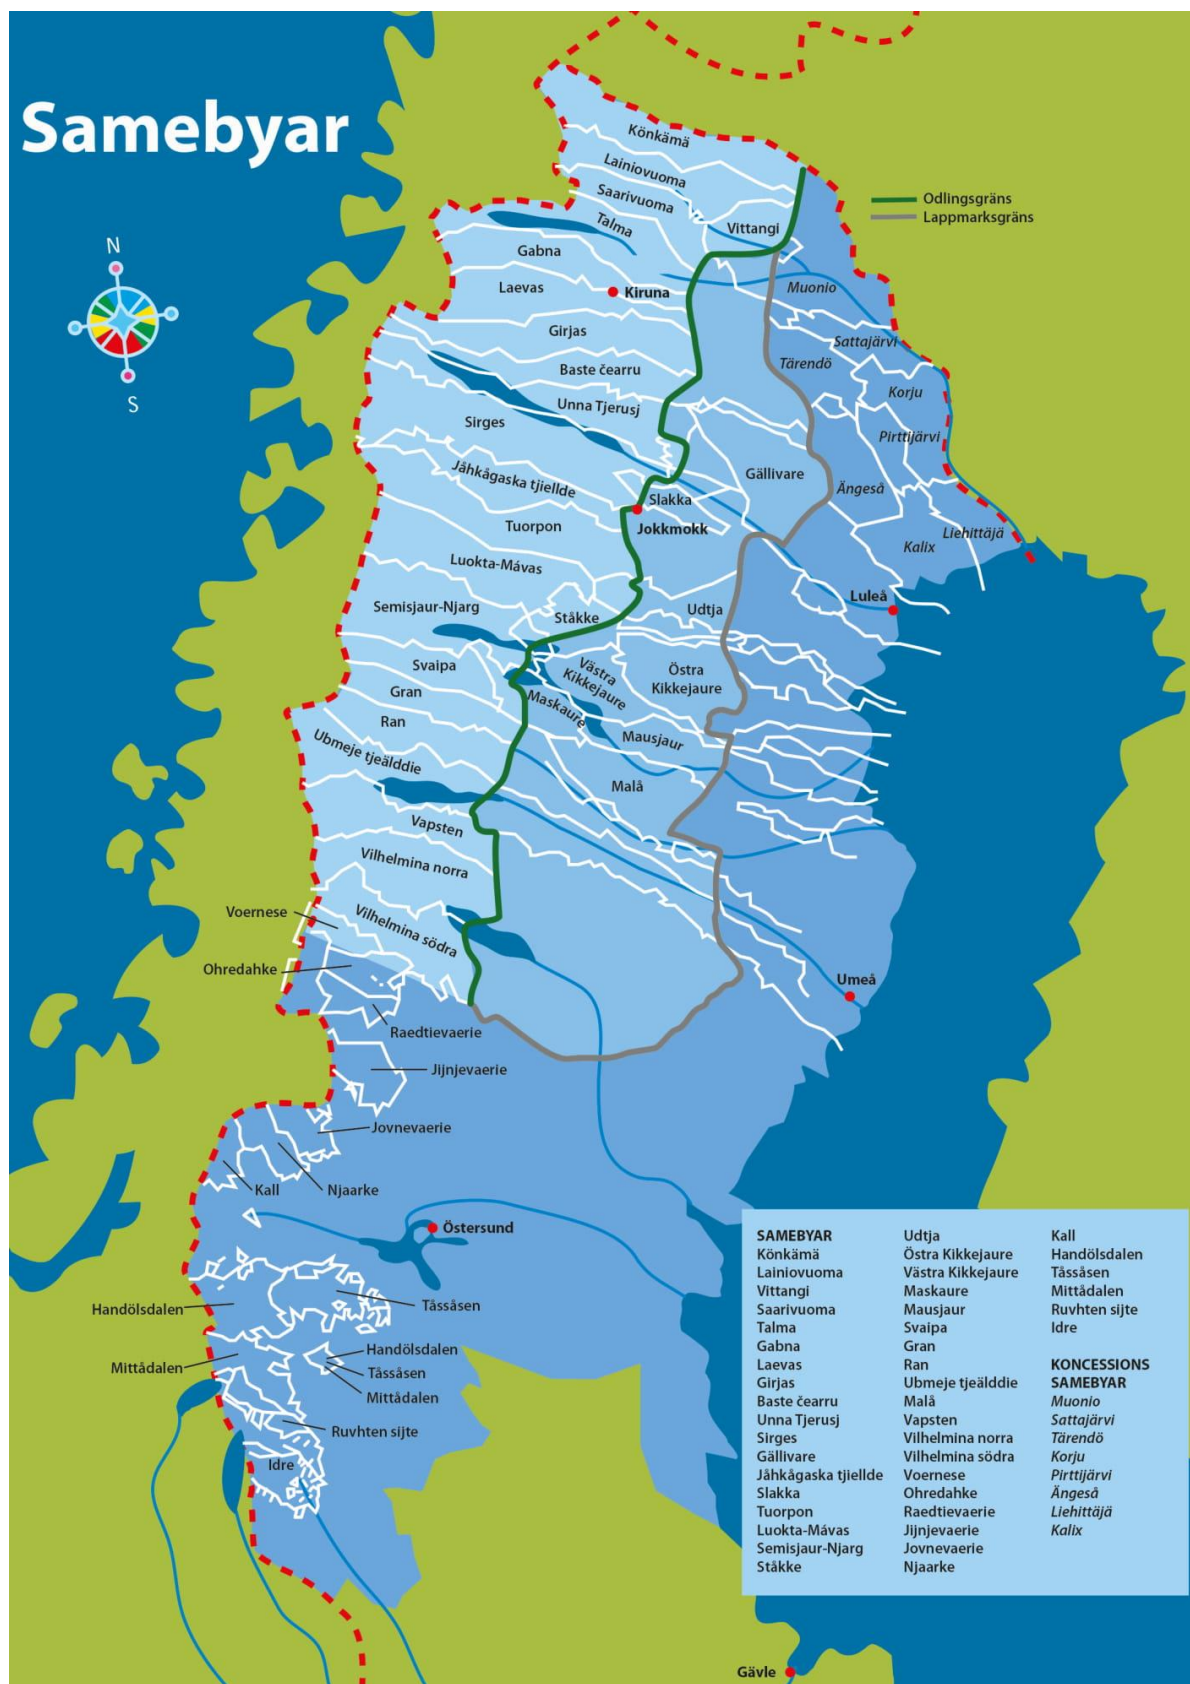 Samebyar
N
S
Odlingsgräns
Lappmarksgräns
Könkämä
Lainiovuoma
Saarivuoma
Talma
Vittangi
Gabna
Laevas
Kiruna
Muonio
Girjas
Sattajärvi
Baste čearru
Tärendö
Korju
Unna Tjerusj
Sirges
Pirttijärvi
Jåhkågaska tjiellde
Gällivare
Ängeså
Slakka
Jokkmokk
Tuorpon
Liehittäjä
Kalix
Luokta-Mávas
Luleå
Semisjaur-Njarg
Ståkke
Udtja
Svaipa
Västra
Kikkejaure
Östra
Kikkejaure
Gran
Maskaure
Ran
Mausjaur
Ubmeje tjeälddie
Malå
Vapsten
Vilhelmina norra
Voernese
Vilhelmina södra
Ohredahke
Umeå
Raedtievaerie
Jijnjevaerie
Jovnevaerie
Kall
Njaarke
Östersund
Handölsdalen
Tåssåsen
Handölsdalen
Mittådalen
Tåssåsen
Mittådalen
Ruvhten sijte
Idre
Gävle
SAMEBYAR
Könkämä
Lainiovuoma
Vittangi
Saarivuoma
Talma
Gabna
Laevas
Girjas
Baste čearru
Unna Tjerusj
Sirges
Gällivare
Jåhkågaska tjiellde
Slakka
Tuorpon
Luokta-Mávas
Semisjaur-Njarg
Ståkke
Udtja
Östra Kikkejaure
Västra Kikkejaure
Maskaure
Mausjaur
Svaipa
Gran
Ran
Ubmeje tjeälddie
Malå
Vapsten
Vilhelmina norra
Vilhelmina södra
Voernese
Ohredahke
Raedtievaerie
Jijnjevaerie
Jovnevaerie
Njaarke
Kall
Handölsdalen
Tåssåsen
Mittådalen
Ruvhten sijte
Idre
KONCESSIONS
SAMEBYAR
Muonio
Sattajärvi
Tärendö
Korju
Pirttijärvi
Ängeså
Liehittäjä
Kalix